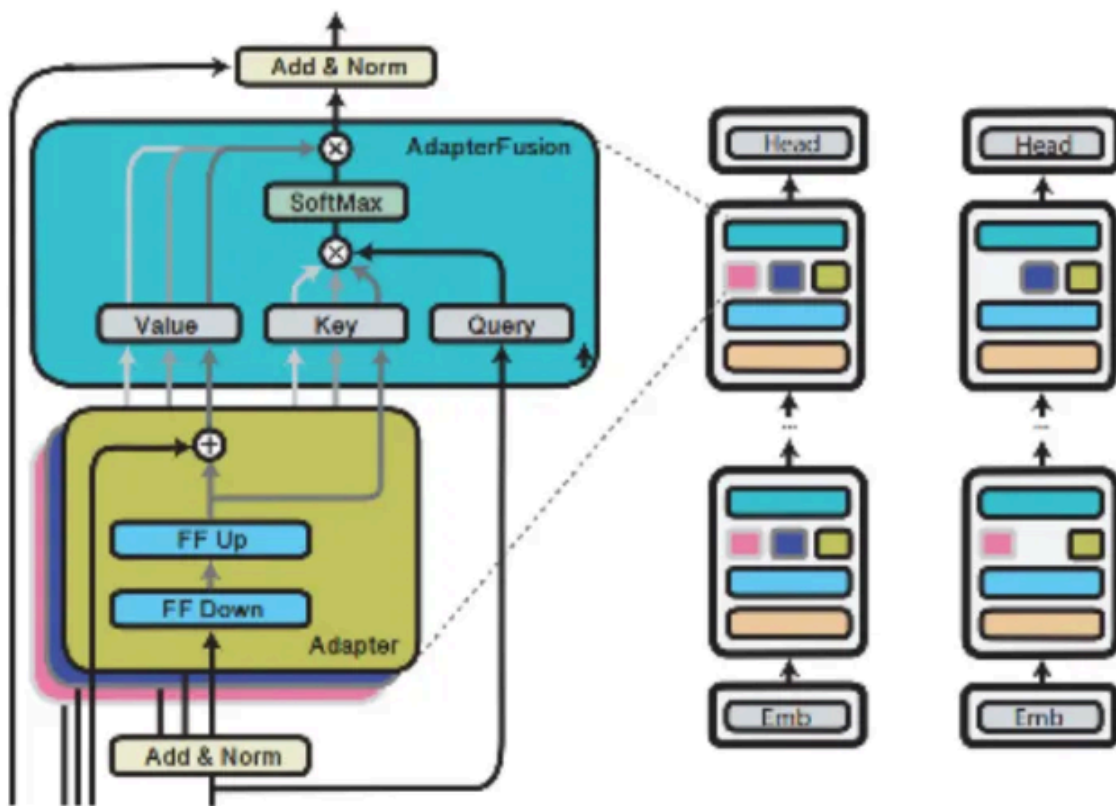 Add & Norm
AdapterFusion
SoftMax
Value
Key
Query
FF Up
FF Down
Adapter
Add & Norm
Head
...
...
Emb
Head
...
Emb